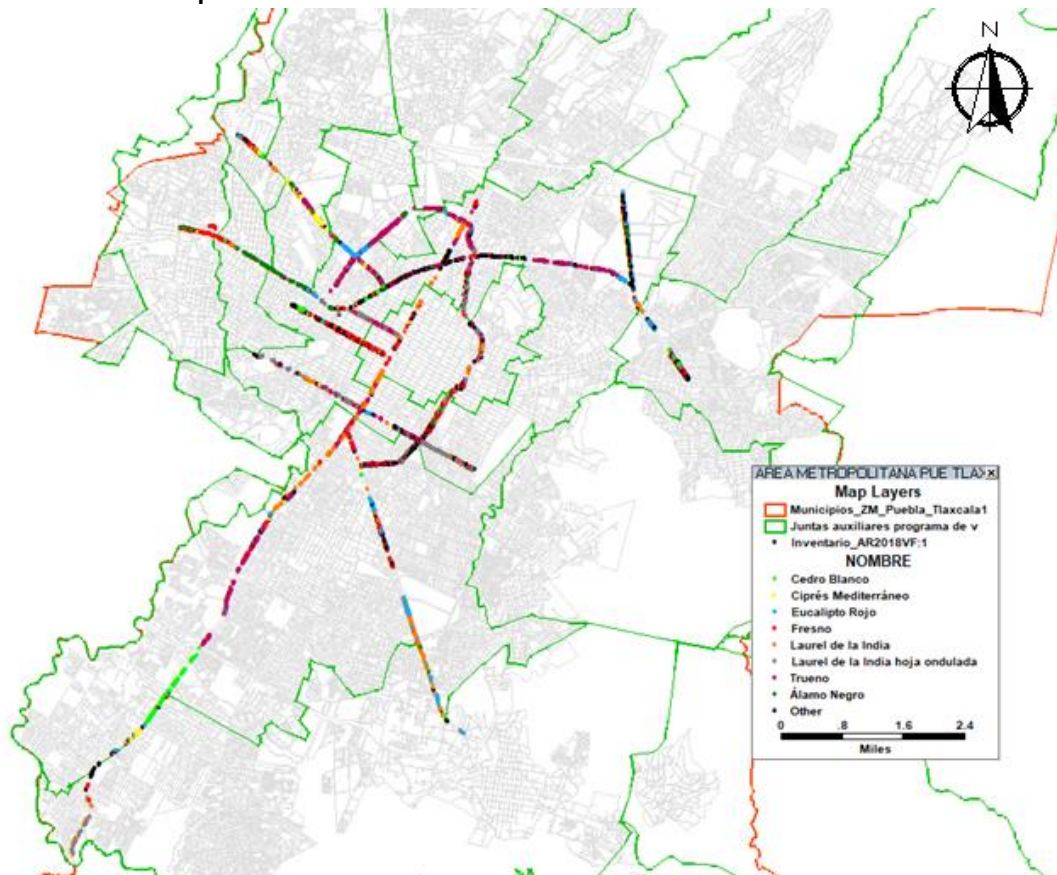 N
AREA METROPOLITANA PUE TLAX
Map Layers
Municipios_ZM_Puebla_Tlaxcala1
Juntas auxiliares programa de v
Inventario_AR2018VF:1
NOMBRE
Cedro Blanco
Ciprés Mediterráneo
Eucalipto Rojo
Fresno
Laurel de la India
Laurel de la India hoja ondulada
Trueno
Álamo Negro
Other
0 .8 1.6 2.4
Miles